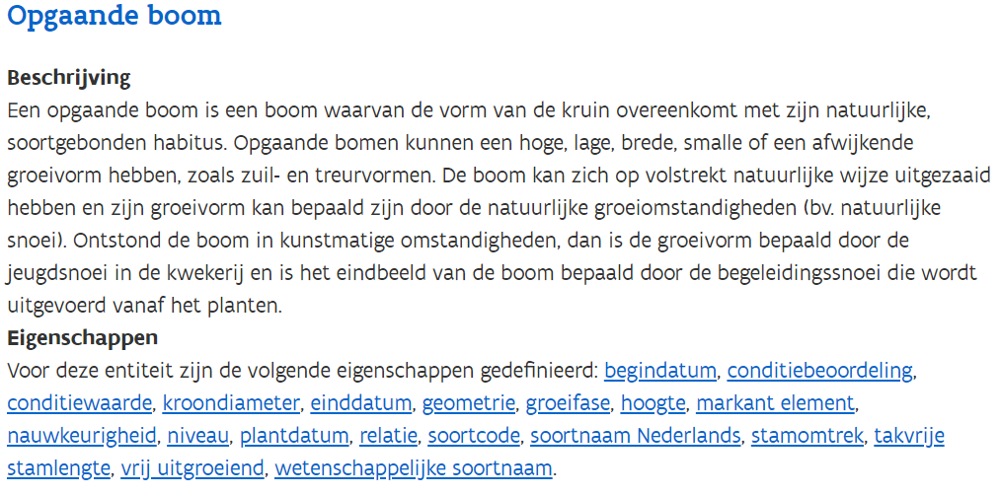 Opgaande boom
Beschrijving
Een opgaande boom is een boom waarvan de vorm van de kruin overeenkomt met zijn natuurlijke,
soortgebonden habitus. Opgaande bomen kunnen een hoge, lage, brede, smalle of een afwijkende
groeivorm hebben, zoals zuil- en treurvormen. De boom kan zich op volstrekt natuurlijke wijze uitgezaaid
hebben en zijn groeivorm kan bepaald zijn door de natuurlijke groeiomstandigheden (bv. natuurlijke
snoei). Ontstond de boom in kunstmatige omstandigheden, dan is de groeivorm bepaald door de
jeugdsnoei in de kwekerij en is het eindbeeld van de boom bepaald door de begeleidingssnoei die wordt
uitgevoerd vanaf het planten.
Eigenschappen
Voor deze entiteit zijn de volgende eigenschappen gedefinieerd: begindatum, conditiebeoordeling,
conditiewaarde, kroondiameter, einddatum, geometrie, groeifase, hoogte, markant element,
nauwkeurigheid, niveau, plantdatum, relatie, soortcode, soortnaam Nederlands, stamomtrek, takvrije
stamlengte, vrij uitgroeiend, wetenschappelijke soortnaam.